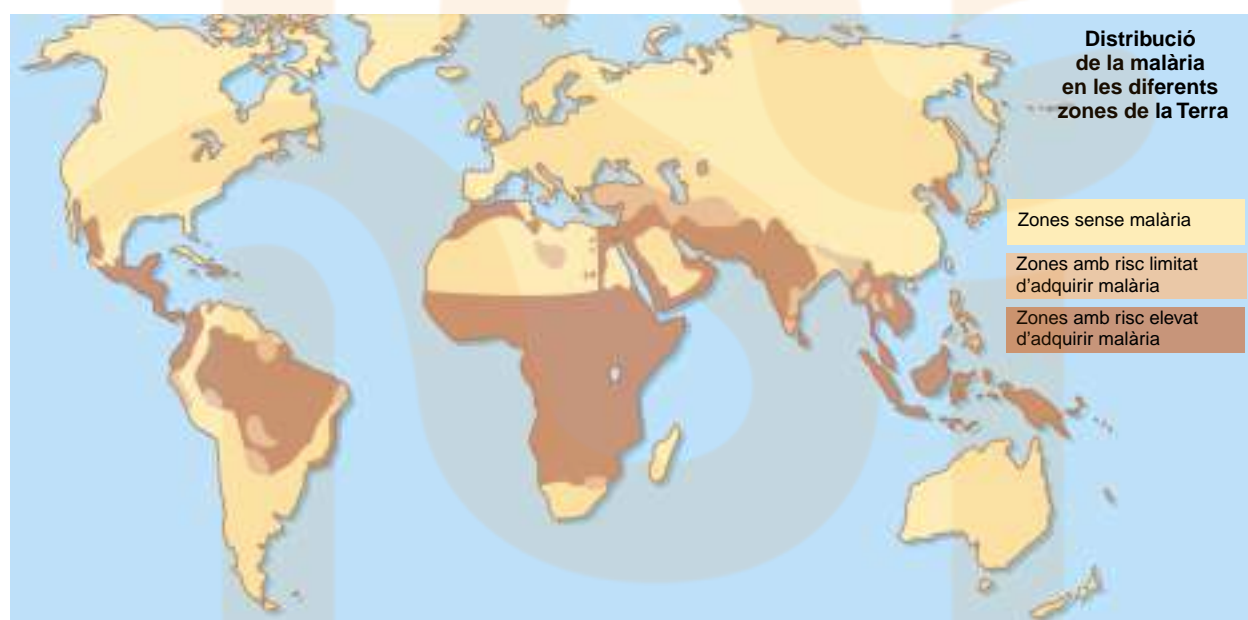 Distribució
de la malària
en les diferents
zones de la Terra
Zones sense malària
Zones amb risc limitat
d'adquirir malària
Zones amb risc elevat
d'adquirir malària